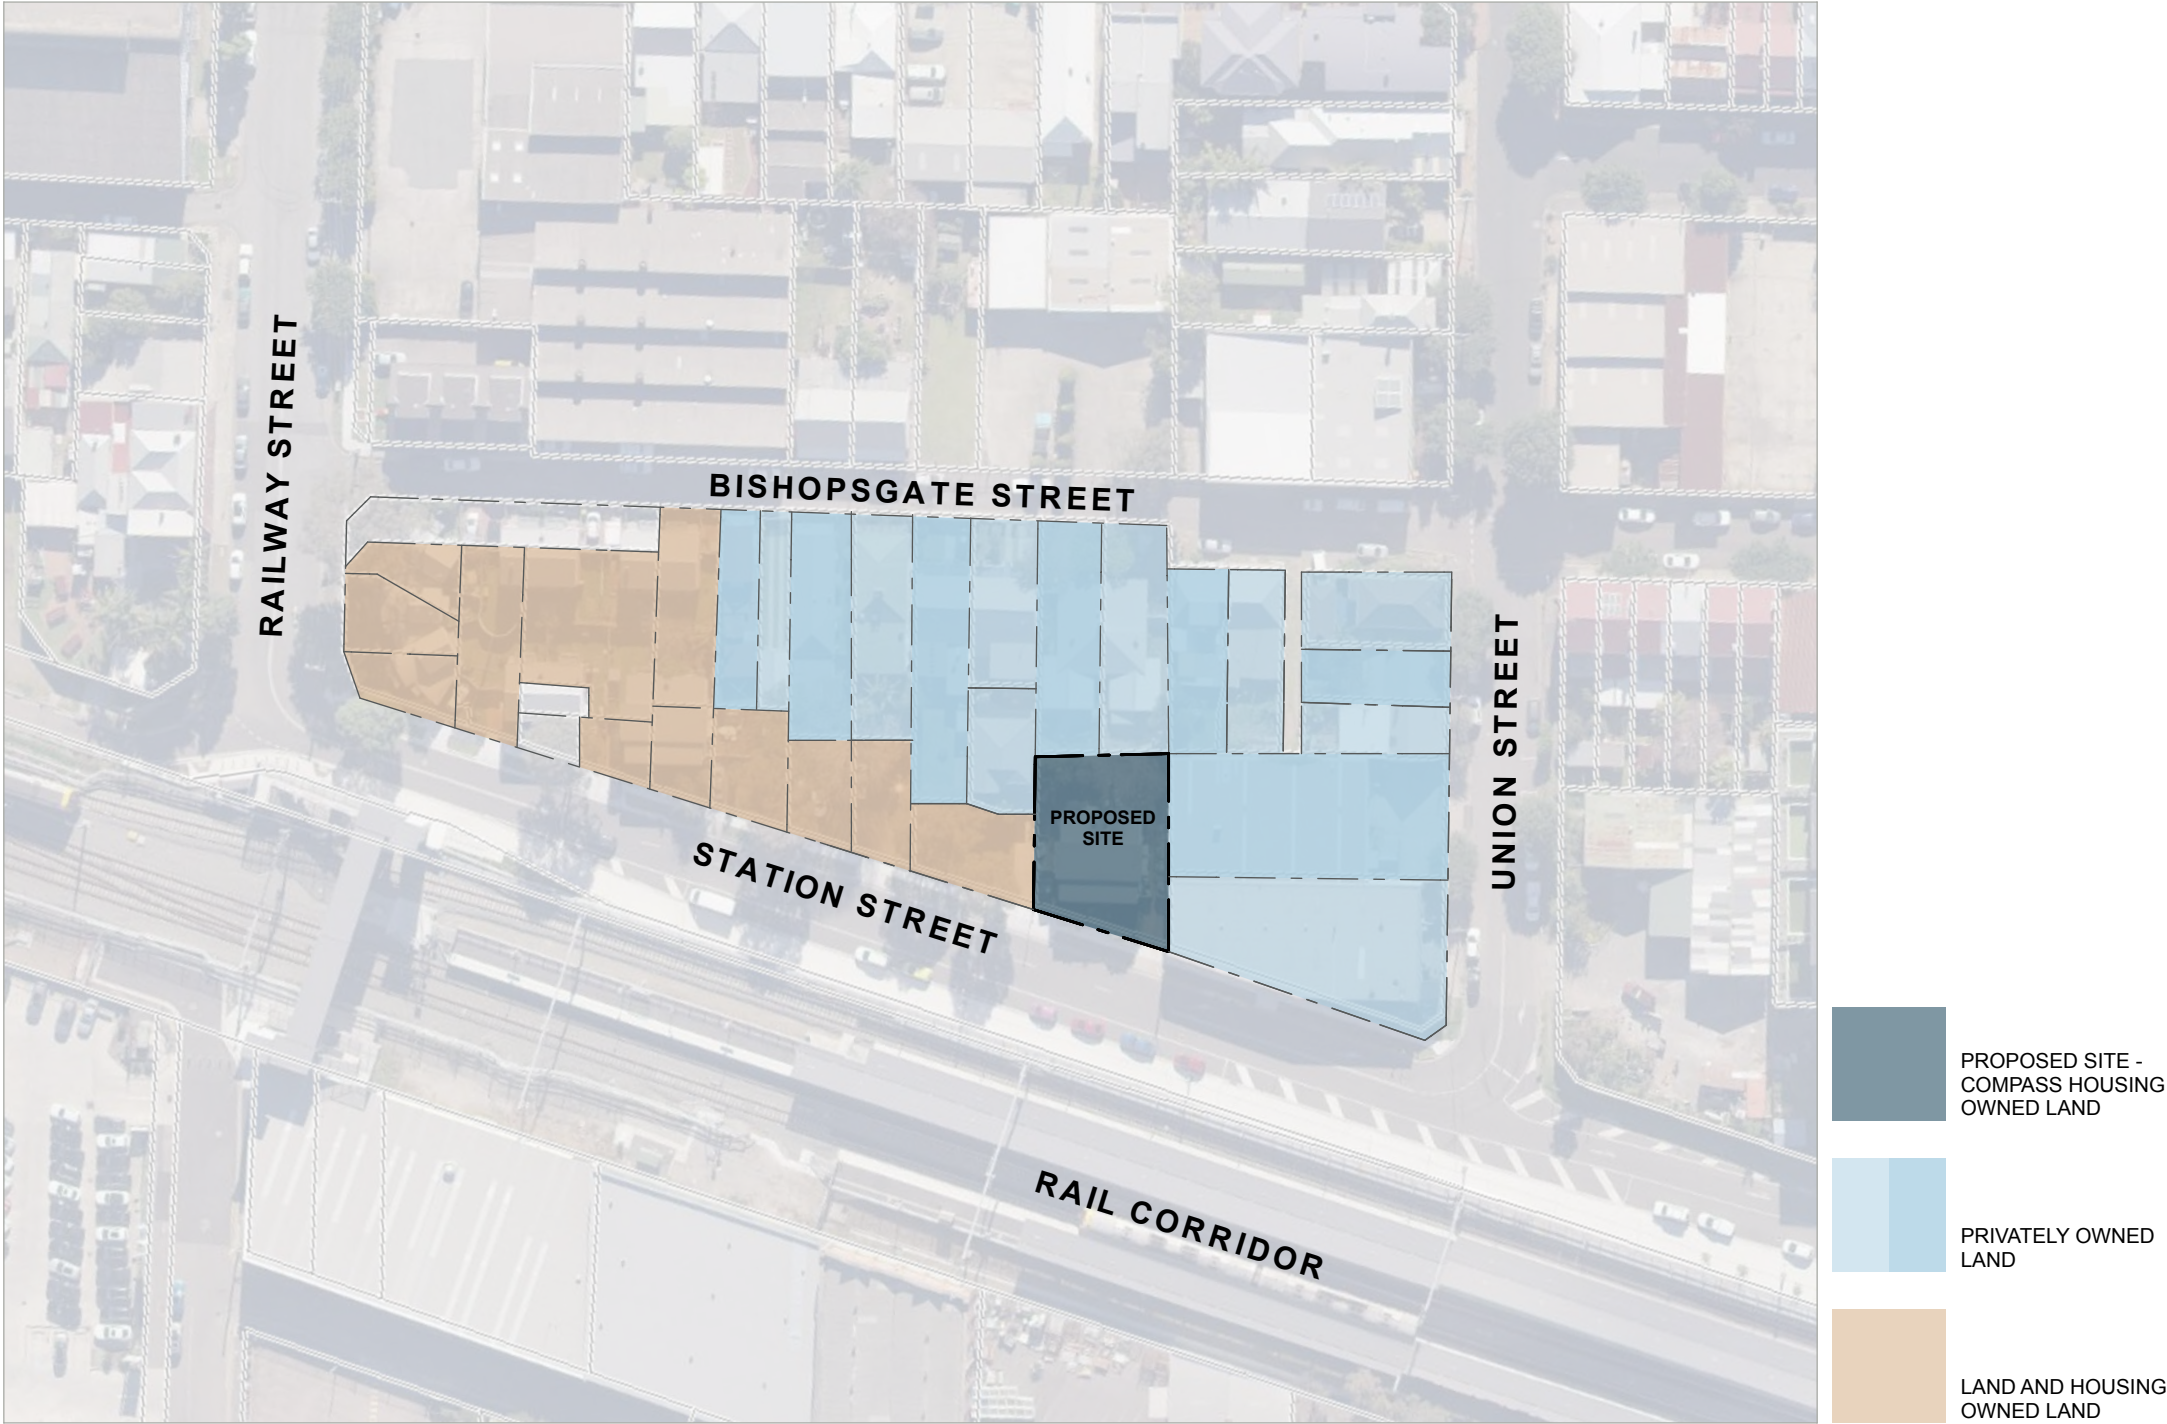 RAILWAY STREET
BISHOPSGATE STREET
UNION STREET
PROPOSED
SITE
STATION STREET
RAIL CORRIDOR
PROPOSED SITE -
COMPASS HOUSING
OWNED LAND
PRIVATELY OWNED
LAND
LAND AND HOUSING
OWNED LAND